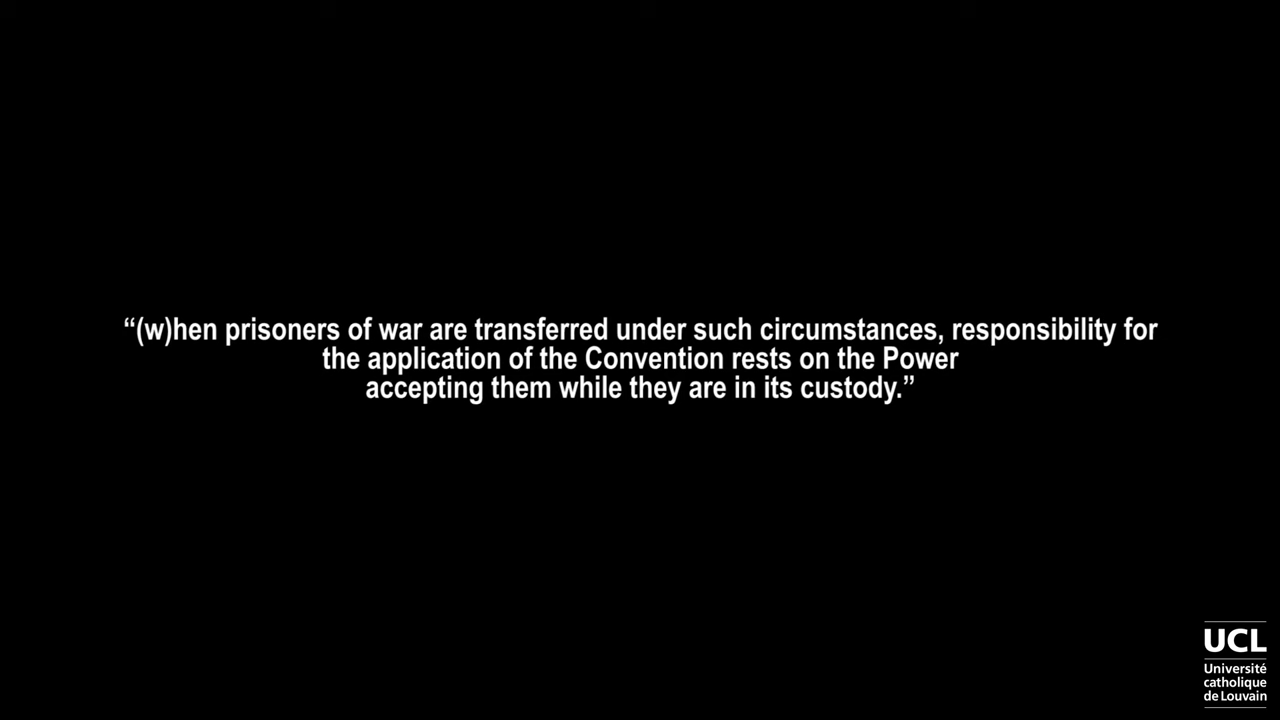 “(w)hen prisoners of war are transferred under such circumstances, responsibility for
the application of the Convention rests on the Power
accepting them while they are in its custody.”
UCL
Université
catholique
de Louvain